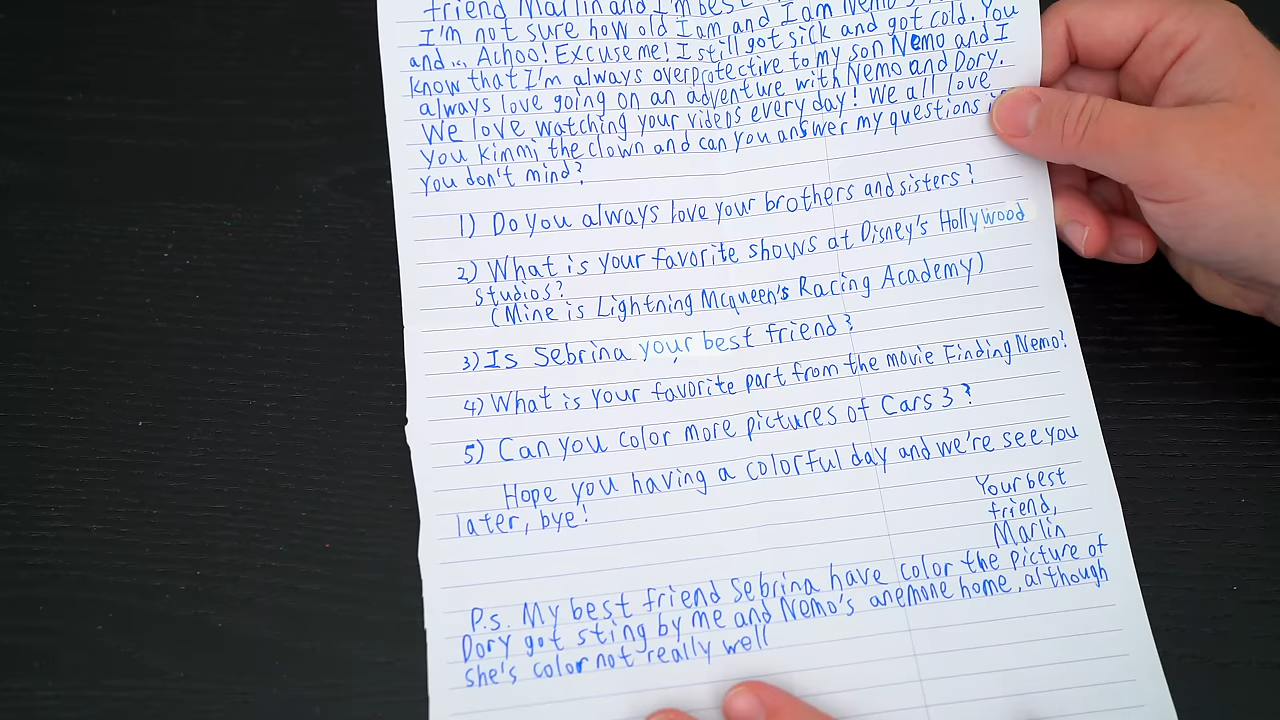 friend Marlin and I'm best
I'm not sure how old I am and I am Nemo's
and... Achoo! Excuse me! I still got sick and got cold. You
know that I'm always overprotective to my son Nemo and I
always love going on an adventure with Nemo and Dory.
We love watching your videos every day! We all love
you Kimmi the clown and can you answer my questions
you don't mind?
1) Do you always love your brothers and sisters?
2) What is your favorite shows at Disney's Hollywood
studios?
(Mine is Lightning Mcqueen's Racing Academy)
3) Is Sebrina your best friend?
4) What is your favorite part from the movie Finding Nemo?
5) Can you color more pictures of Cars 3?
Hope you having a colorful day and we're see you
later, bye!
Your best
friend,
Marlin
P.s. My best friend Sebrina have color the picture of
Dory got sting by me and Nemo's anemone home, although
she's color not really well